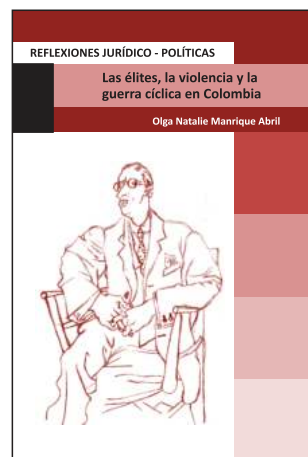 REFLEXIONES JURÍDICO - POLÍTICAS
Las élites, la violencia y la
guerra cíclica en Colombia
Olga Natalie Manrique Abril